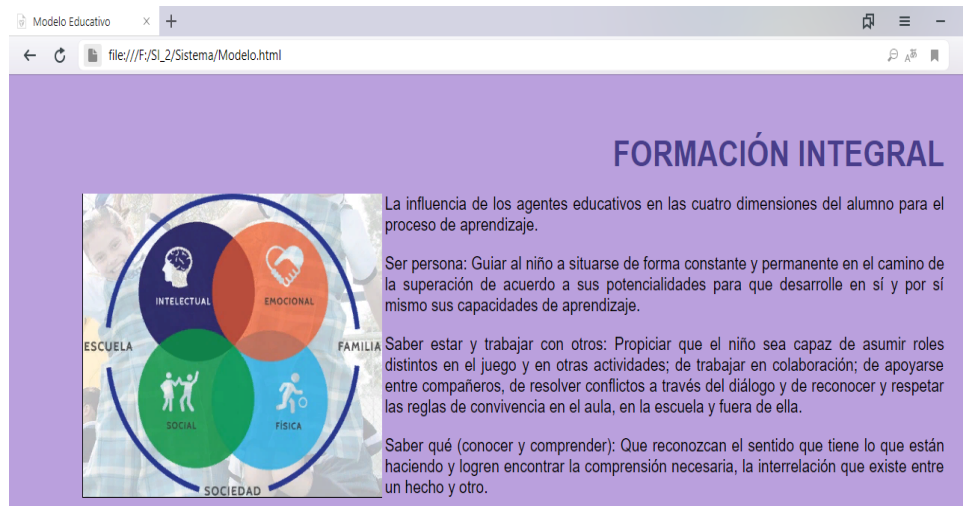 Modelo Educativo
file:///F:/SI_2/Sistema/Modelo.html
FORMACIÓN INTEGRAL
INTELECTUAL
EMOCIONAL
ESCUELA
FAMILIA
SOCIAL
FÍSICA
SOCIEDAD
La influencia de los agentes educativos en las cuatro dimensiones del alumno para el
proceso de aprendizaje.
Ser persona: Guiar al niño a situarse de forma constante y permanente en el camino de
la superación de acuerdo a sus potencialidades para que desarrolle en sí y por sí
mismo sus capacidades de aprendizaje.
Saber estar y trabajar con otros: Propiciar que el niño sea capaz de asumir roles
distintos en el juego y en otras actividades; de trabajar en colaboración; de apoyarse
entre compañeros, de resolver conflictos a través del diálogo y de reconocer y respetar
las reglas de convivencia en el aula, en la escuela y fuera de ella.
Saber qué (conocer y comprender): Que reconozcan el sentido que tiene lo que están
haciendo y logren encontrar la comprensión necesaria, la interrelación que existe entre
un hecho y otro.